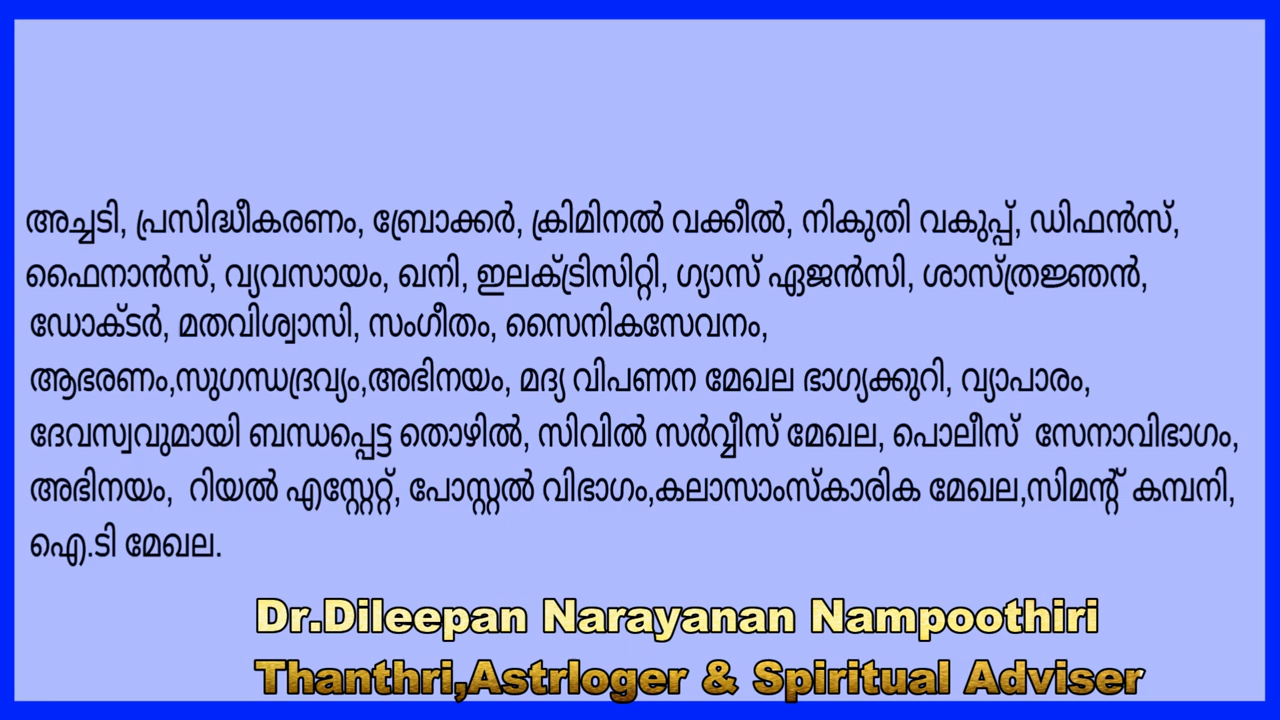 അച്ചടി, പ്രസിദ്ധീകരണം, ബ്രോക്കർ, ക്രിമിനൽ വക്കീൽ, നികുതി വകുപ്പ്, ഡിഫൻസ്,
ഫൈനാൻസ്, വ്യവസായം, ഖനി, ഇലക്ട്രിസിറ്റി, ഗ്യാസ് ഏജൻസി, ശാസ്ത്രജ്ഞൻ,
ഡോക്ടർ, മതവിശ്വാസി, സംഗീതം, സൈനികസേവനം,
ആഭരണം,സുഗന്ധദ്രവ്യം,അഭിനയം, മദ്യ വിപണന മേഖല ഭാഗ്യക്കുറി, വ്യാപാരം,
ദേവസ്വവുമായി ബന്ധപ്പെട്ട തൊഴിൽ, സിവിൽ സർവ്വീസ് മേഖല, പൊലീസ് സേനാവിഭാഗം,
അഭിനയം, റിയൽ എസ്റ്റേറ്റ്, പോസ്റ്റൽ വിഭാഗം,കലാസാംസ്കാരിക മേഖല,സിമന്റ് കമ്പനി,
ഐ.ടി മേഖല.
Dr.Dileepan Narayanan Nampoothiri
Thanthri,Astrloger & Spiritual Adviser